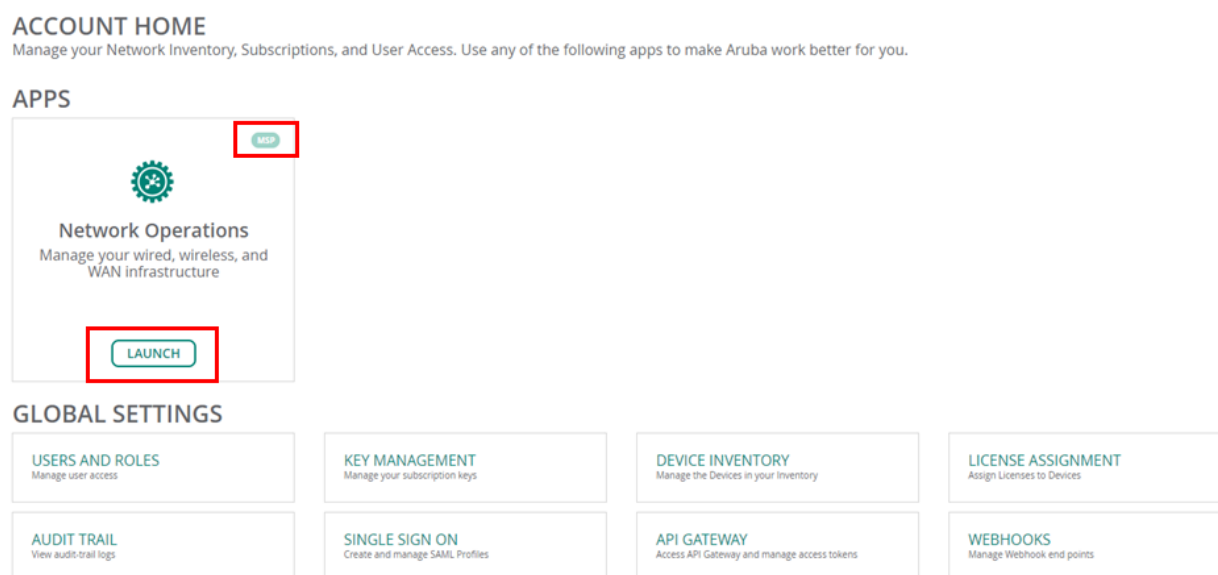 ACCOUNT HOME
Manage your Network Inventory, Subscriptions, and User Access. Use any of the following apps to make Aruba work better for you.
APPS
MSP
Network Operations
Manage your wired, wireless, and
WAN infrastructure
LAUNCH
GLOBAL SETTINGS
USERS AND ROLES
Manage user access
KEY MANAGEMENT
Manage your subscription keys
DEVICE INVENTORY
Manage the Devices in your Inventory
LICENSE ASSIGNMENT
Assign Licenses to Devices
AUDIT TRAIL
View audit-trail logs
SINGLE SIGN ON
Create and manage SAML Profiles
API GATEWAY
Access API Gateway and manage access tokens
WEBHOOKS
Manage Webhook end points